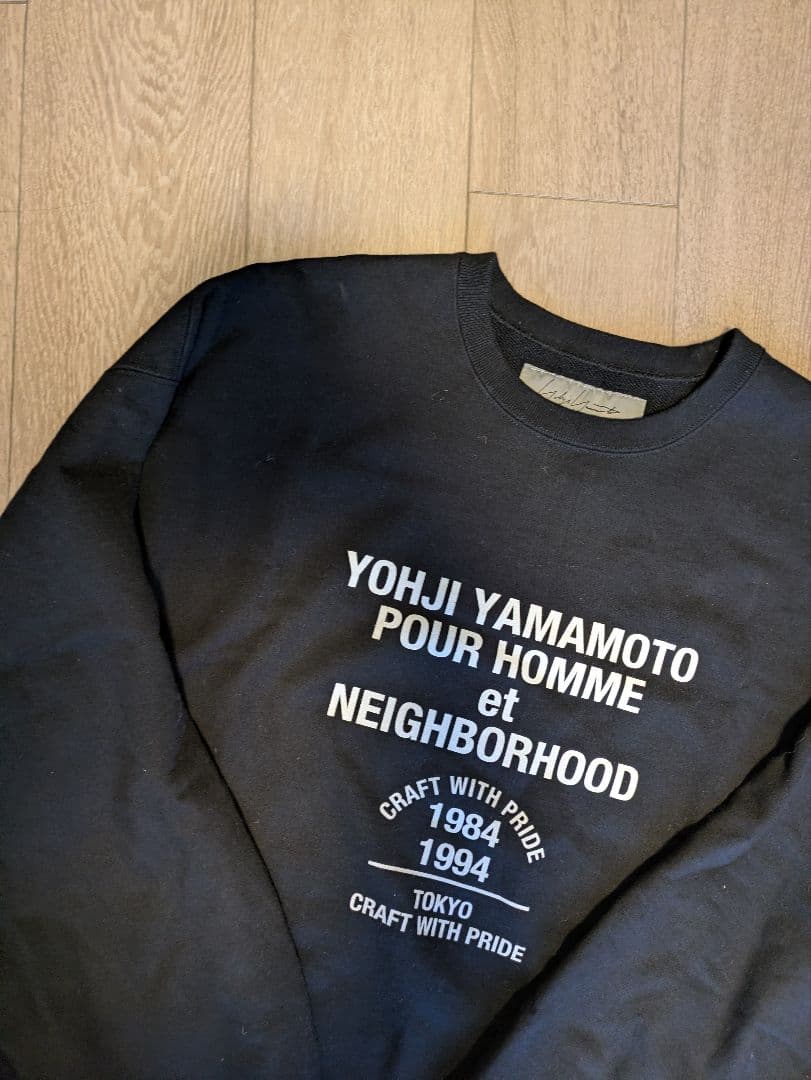 YOHJI YAMAMOTO
POUR HOMME
et
NEIGHBORHOOD
CRAFT WITH PRIDE
1984
1994
TOKYO
CRAFT WITH PRIDE